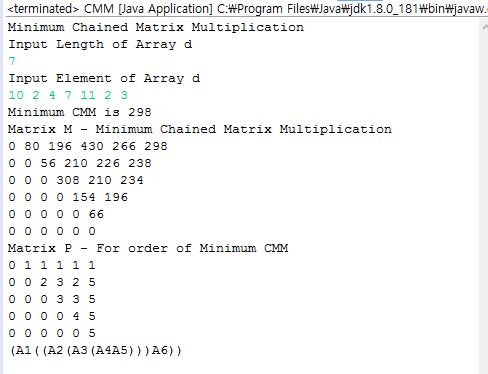 <terminated> CMM [Java Application] C:₩Program Files₩Java₩jdk1.8.0_181₩bin₩javaw.
Minimum Chained Matrix Multiplication
Input Length of Array d
7
Input Element of Array d
10 2 4 7 11 2 3
Minimum CMM is 298
Matrix M - Minimum Chained Matrix Multiplication
0 80 196 430 266 298
0 0 56 210 226 238
0 0 0 308 210 234
0 0 0 0 154 196
0 0 0 0 0 66
0 0 0 0 0 0
Matrix P - For order of Minimum CMM
0 1 1 1 1 1
0 0 2 3 2 5
0 0 0 3 3 5
0 0 0 0 4 5
0 0 0 0 0 5
(A1((A2(A3(A4A5)))A6))